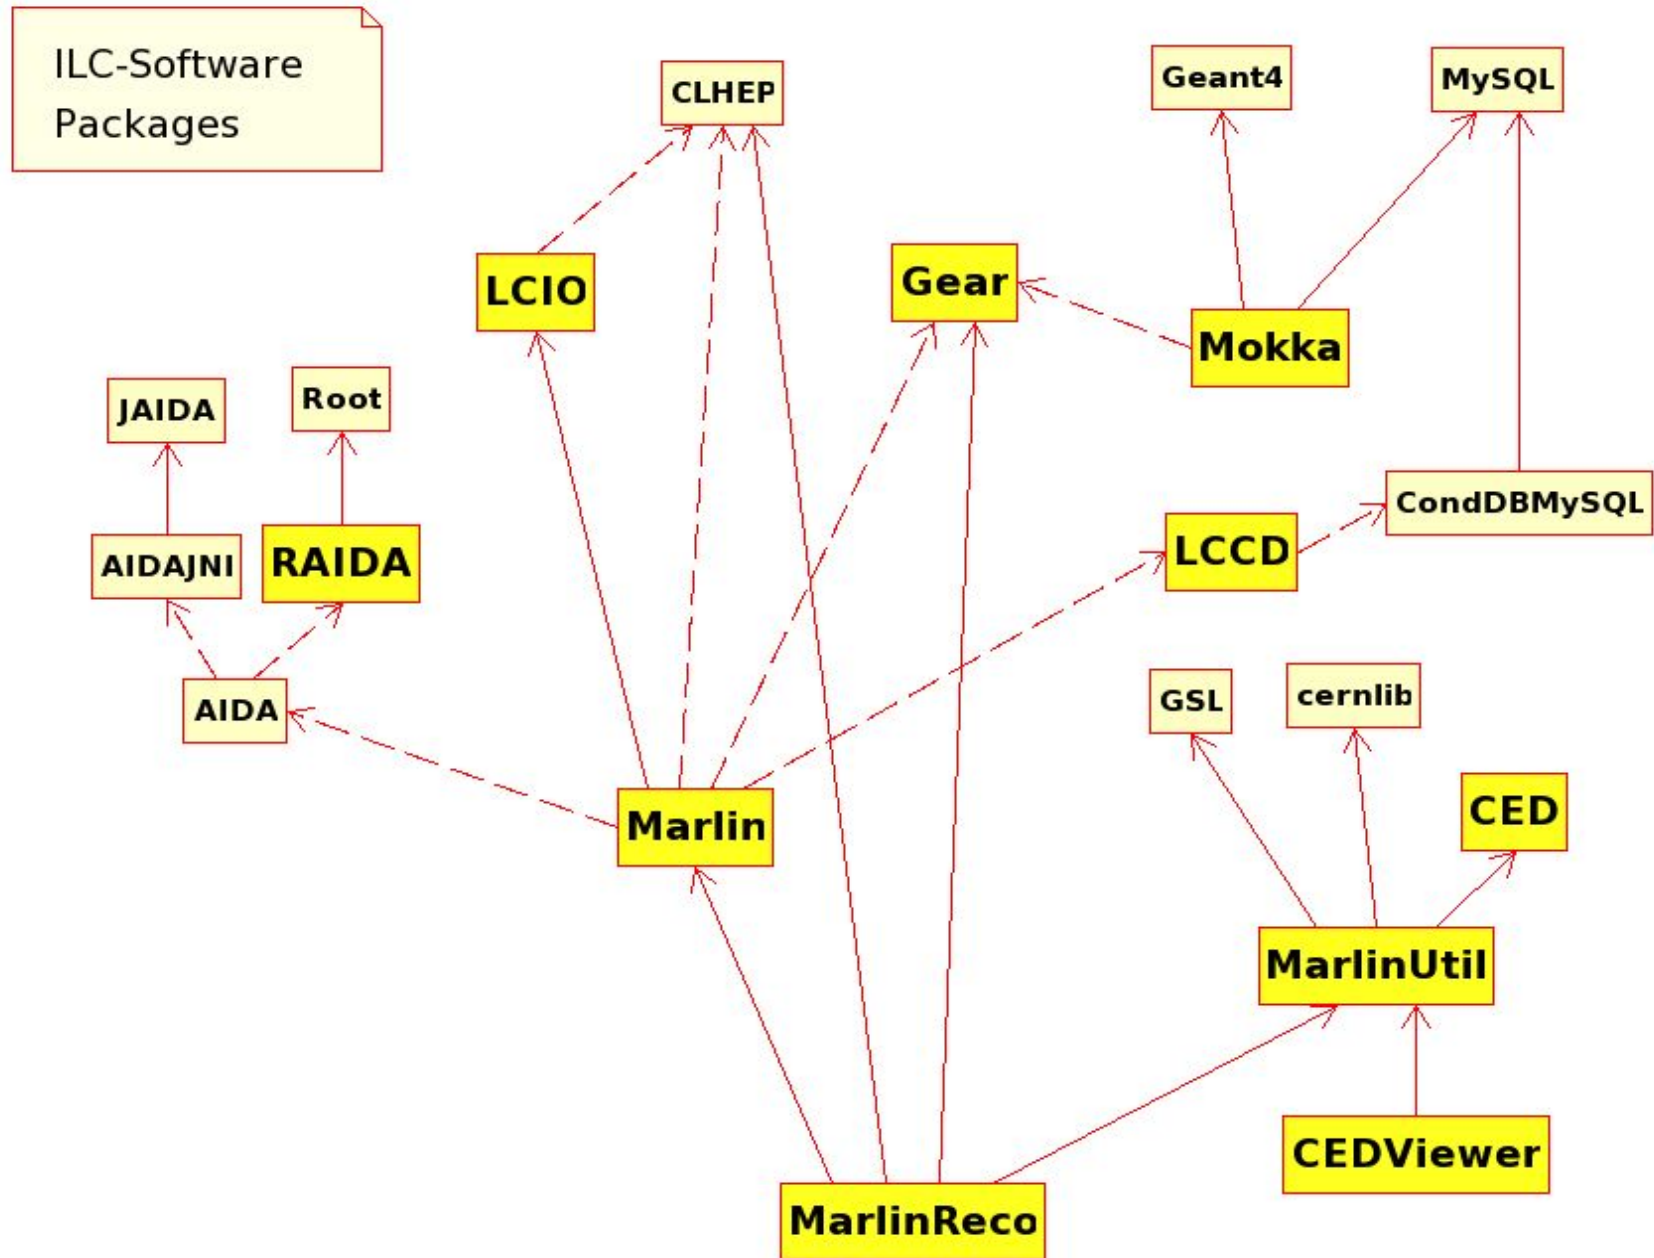 ILC-Software
Packages
CLHEP
Geant4
MySQL
LCIO
Gear
Mokka
JAIDA
Root
AIDAJNI
RAIDA
LCCD
CondDBMySQL
AIDA
GSL
cernlib
Marlin
CED
MarlinUtil
CEDViewer
MarlinReco